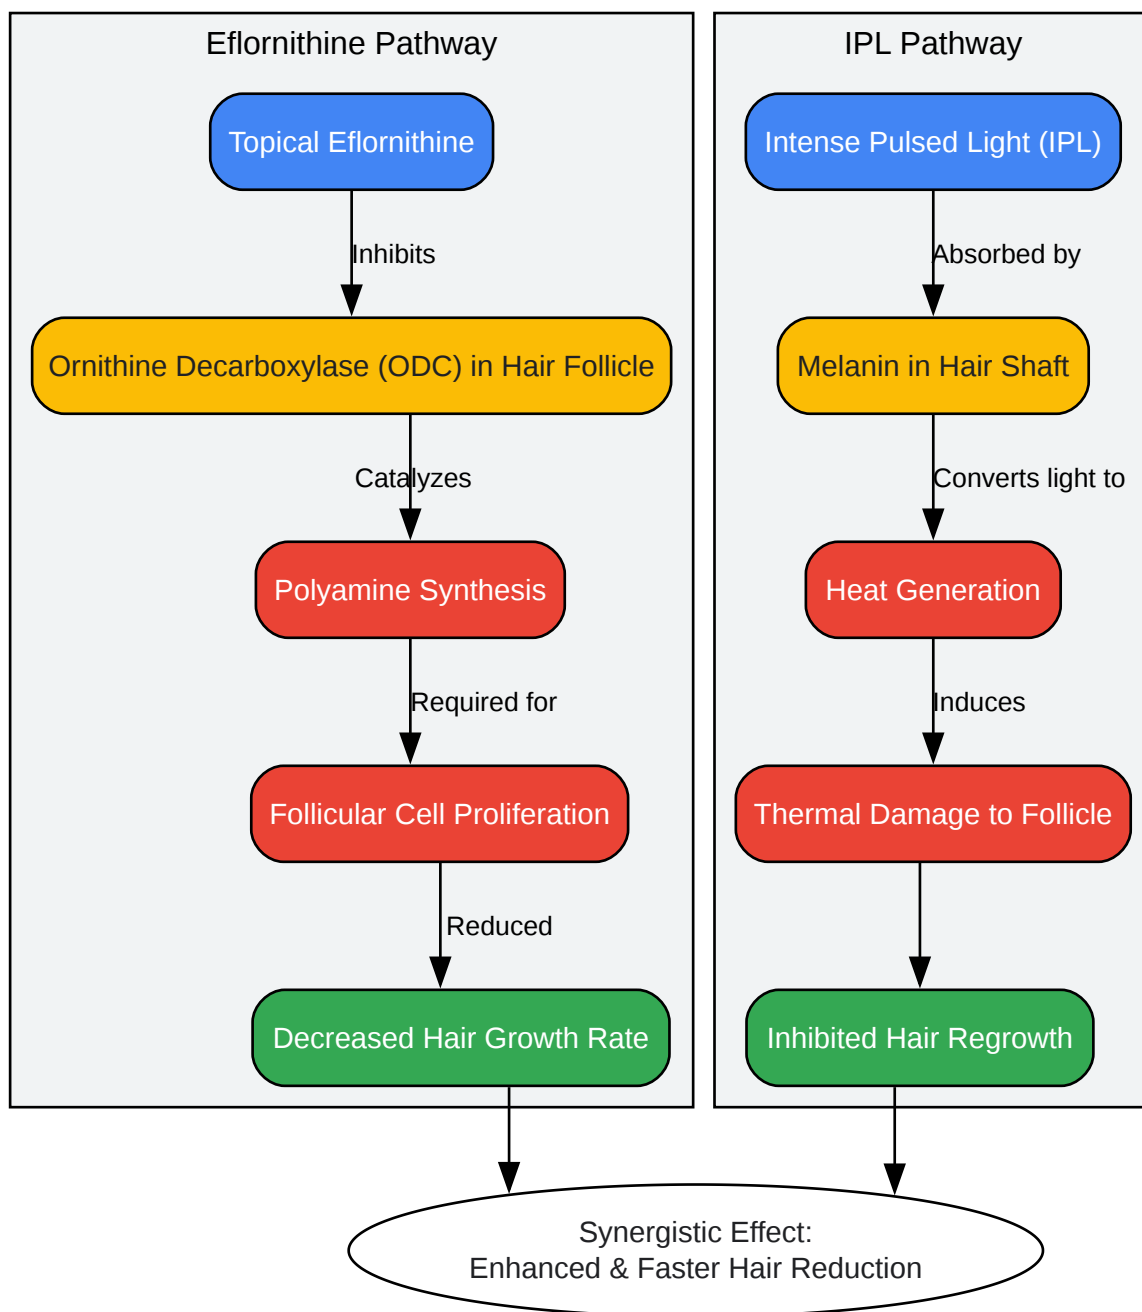 Eflornithine Pathway
Topical Eflornithine
Inhibits
Ornithine Decarboxylase (ODC) in Hair Follicle
Catalyzes
Polyamine Synthesis
Required for
Follicular Cell Proliferation
Reduced
Decreased Hair Growth Rate
IPL Pathway
Intense Pulsed Light (IPL)
Absorbed by
Melanin in Hair Shaft
Converts light to
Heat Generation
Induces
Thermal Damage to Follicle
Inhibited Hair Regrowth
Synergistic Effect:
Enhanced & Faster Hair Reduction